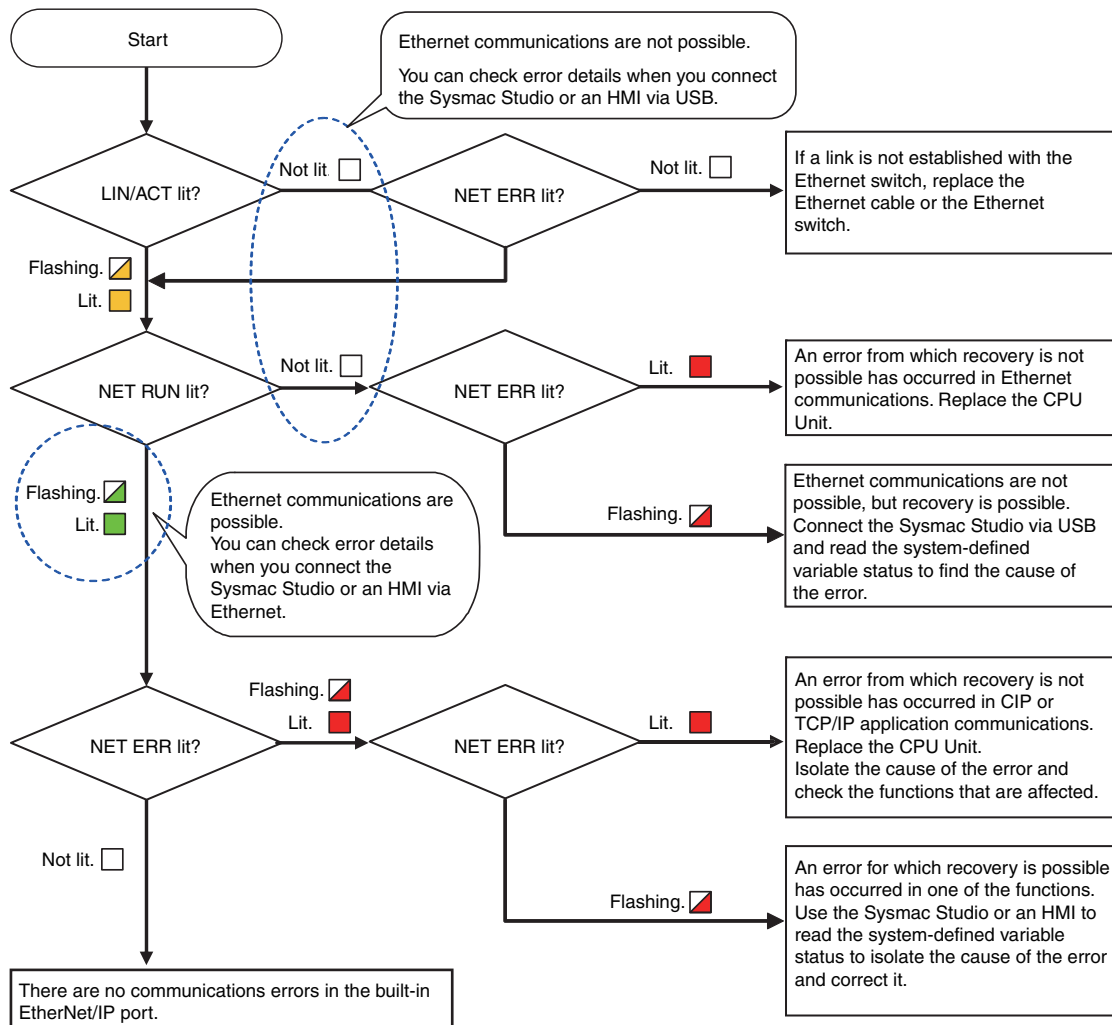 Start
Ethernet communications are not possible.
You can check error details when you connect
the Sysmac Studio or an HMI via USB.
LIN/ACT lit?
Not lit.
NET ERR lit?
Not lit.
If a link is not established with the
Ethernet switch, replace the
Ethernet cable or the Ethernet
switch.
Flashing.
Lit.
NET RUN lit?
Not lit.
NET ERR lit?
Lit.
An error from which recovery is not
possible has occurred in Ethernet
communications. Replace the CPU
Unit.
Flashing.
Lit.
Ethernet communications are
possible.
You can check error details
when you connect the
Sysmac Studio or an HMI via
Ethernet.
Flashing.
Ethernet communications are not
possible, but recovery is possible.
Connect the Sysmac Studio via USB
and read the system-defined
variable status to find the cause of
the error.
NET ERR lit?
Flashing.
Lit.
NET ERR lit?
Lit.
An error from which recovery is not
possible has occurred in CIP or
TCP/IP application communications.
Replace the CPU Unit.
Isolate the cause of the error and
check the functions that are affected.
Not lit.
Flashing.
An error for which recovery is possible
has occurred in one of the functions.
Use the Sysmac Studio or an HMI to
read the system-defined variable
status to isolate the cause of the error
and correct it.
There are no communications errors in the built-in
EtherNet/IP port.